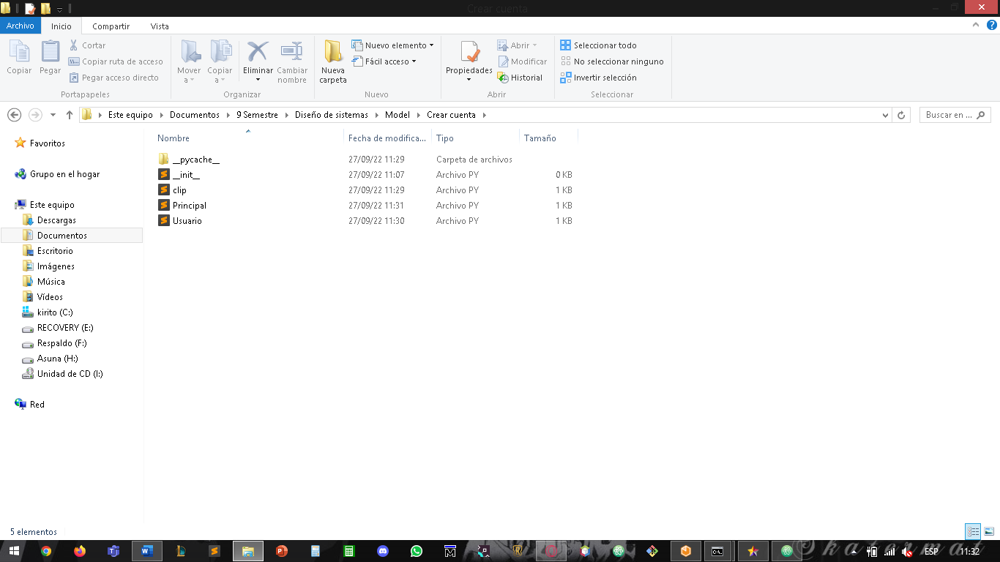 Crear cuenta
Archivo Inicio Compartir Vista
Copiar
Pegar
Cortar
Copiar ruta de acceso
Pegar acceso directo
Portapapeles
Mover a
Copiar a
Eliminar
Cambiar nombre
Organizar
Nueva carpeta
Nuevo elemento
Fácil acceso
Nuevo
Propiedades
Abrir
Modificar
Historial
Abrir
Seleccionar todo
No seleccionar ninguno
Invertir selección
Seleccionar
Este equipo Documentos 9 Semestre Diseño de sistemas Model Crear cuenta
Buscar en ...
Favoritos
Grupo en el hogar
Este equipo
Descargas
Documentos
Escritorio
Imágenes
Música
Vídeos
kirito (C:)
RECOVERY (E:)
Respaldo (F:)
Asuna (H:)
Unidad de CD (I:)
Red
Nombre Fecha de modifica... Tipo Tamaño
__pycache__ 27/09/22 11:29 Carpeta de archivos
__init__ 27/09/22 11:07 Archivo PY 0 KB
clip 27/09/22 11:29 Archivo PY 1 KB
Principal 27/09/22 11:31 Archivo PY 1 KB
Usuario 27/09/22 11:30 Archivo PY 1 KB
5 elementos
ESP 11:32